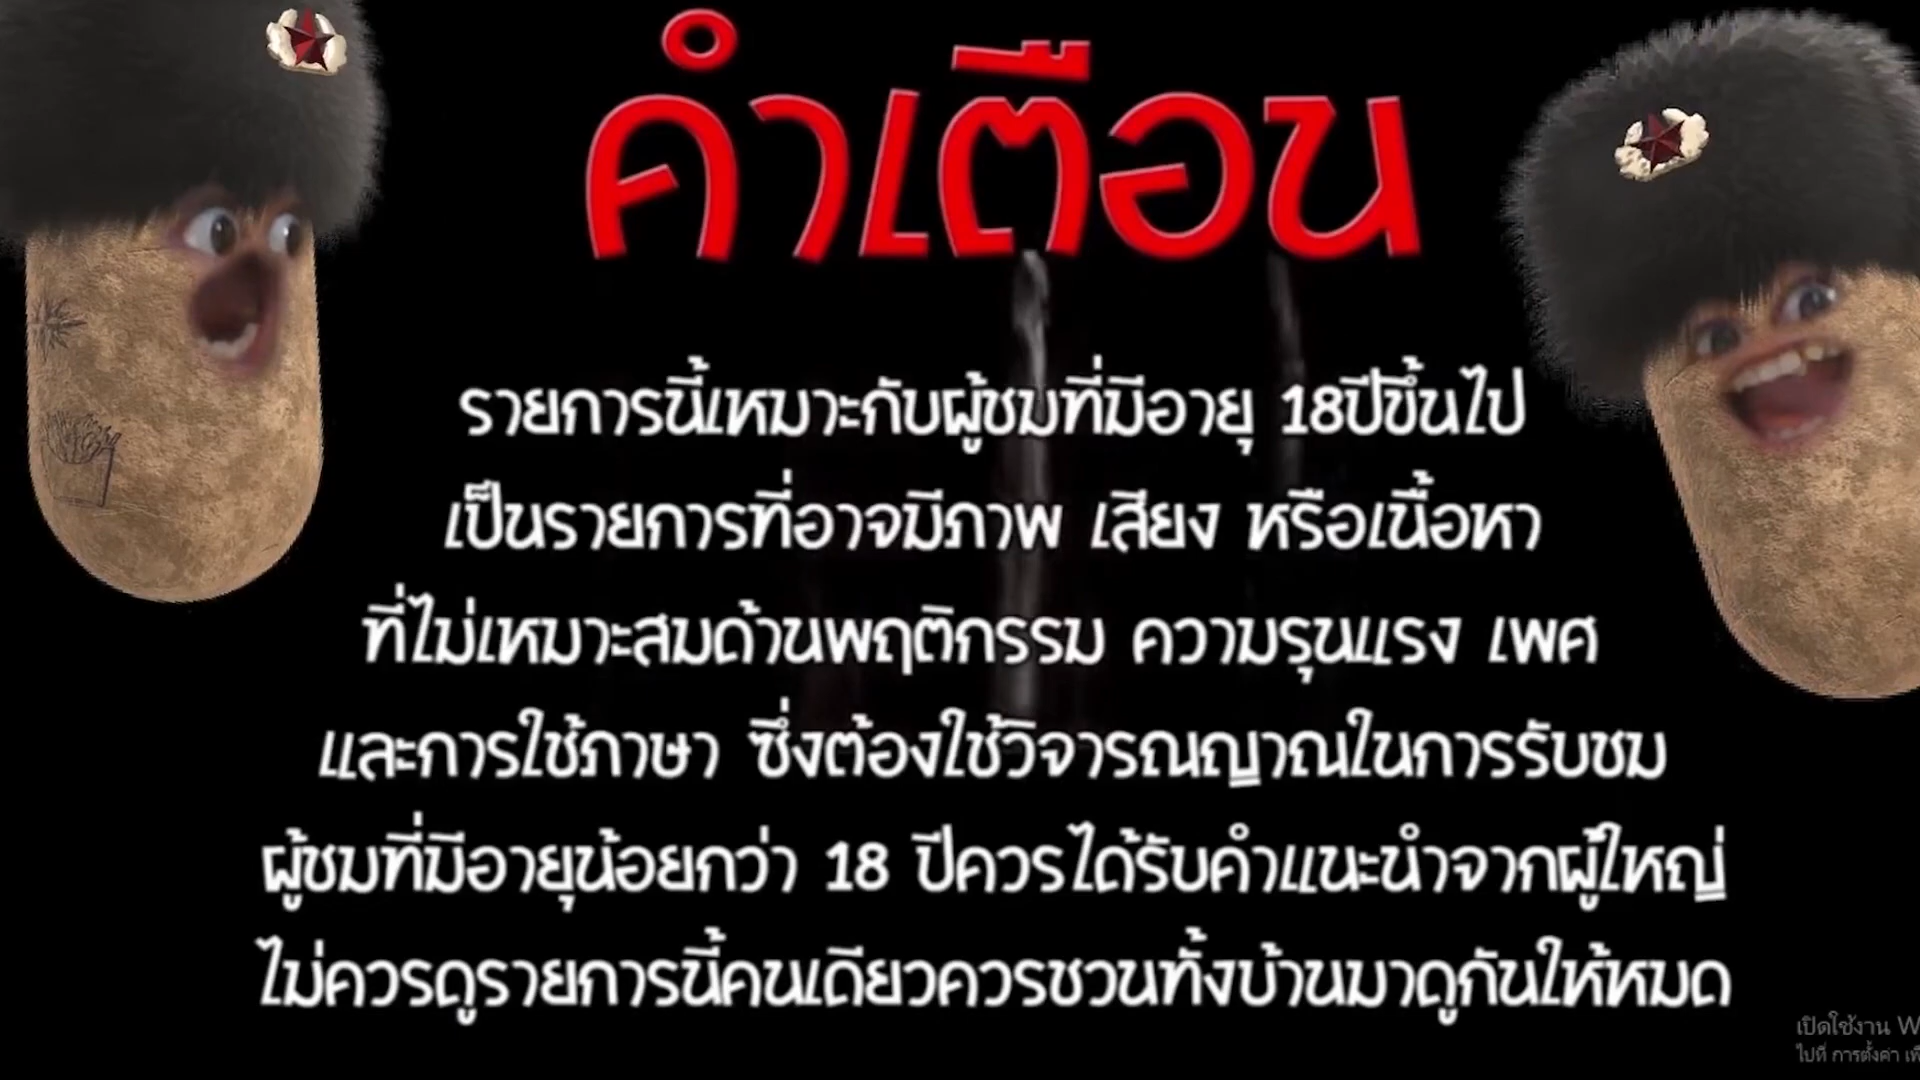 คำเตือน
รายการนี้เหมาะกับผู้ชมที่มีอายุ 18ปีขึ้นไป
เป็นรายการที่อาจมีภาพ เสียง หรือเนื้อหา
ที่ไม่เหมาะสมด้านพฤติกรรม ความรุนแรง เพศ
และการใช้ภาษา ซึ่งต้องใช้วิจารณญาณในการรับชม
ผู้ชมที่มีอายุน้อยกว่า 18 ปีควรได้รับคำแนะนำจากผู้ใหญ่
ไม่ควรดูรายการนี้คนเดียวควรชวนทั้งบ้านมาดูกันให้หมด
เปิดใช้งาน W
ไปที่ การตั้งค่า เพื